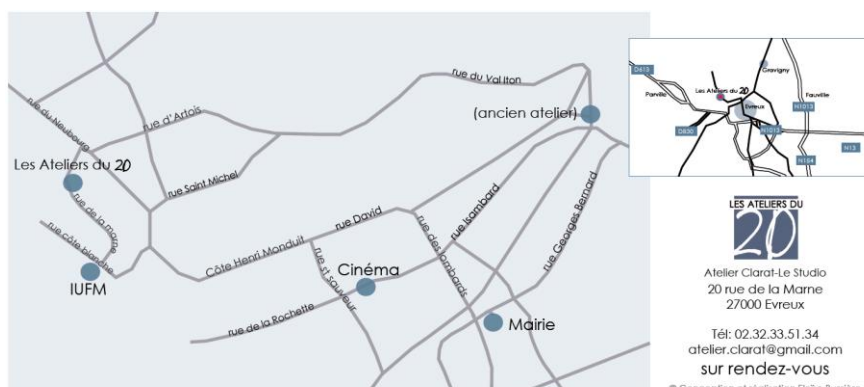 rue du Val Iton
(ancien atelier)
rue d'Artois
rue du Neubourg
Les Ateliers du 20
rue Saint Michel
rue de la marne
rue côte blanche
IUFM
Côte Henri Monduit
rue David
rue Isambard
rue Georges Bernard
rue des lombards
rue st sauveur
Cinéma
rue de la Rochette
Mairie
D613
Gravigny
Parville
Les Ateliers du 20
Fauville
Evreux
N1013
D830
N1013
N13
N154
LES ATELIERS DU
20
Atelier Clarat-Le Studio
20 rue de la Marne
27000 Evreux
Tél: 02.32.33.51.34
atelier.clarat@gmail.com
sur rendez-vous